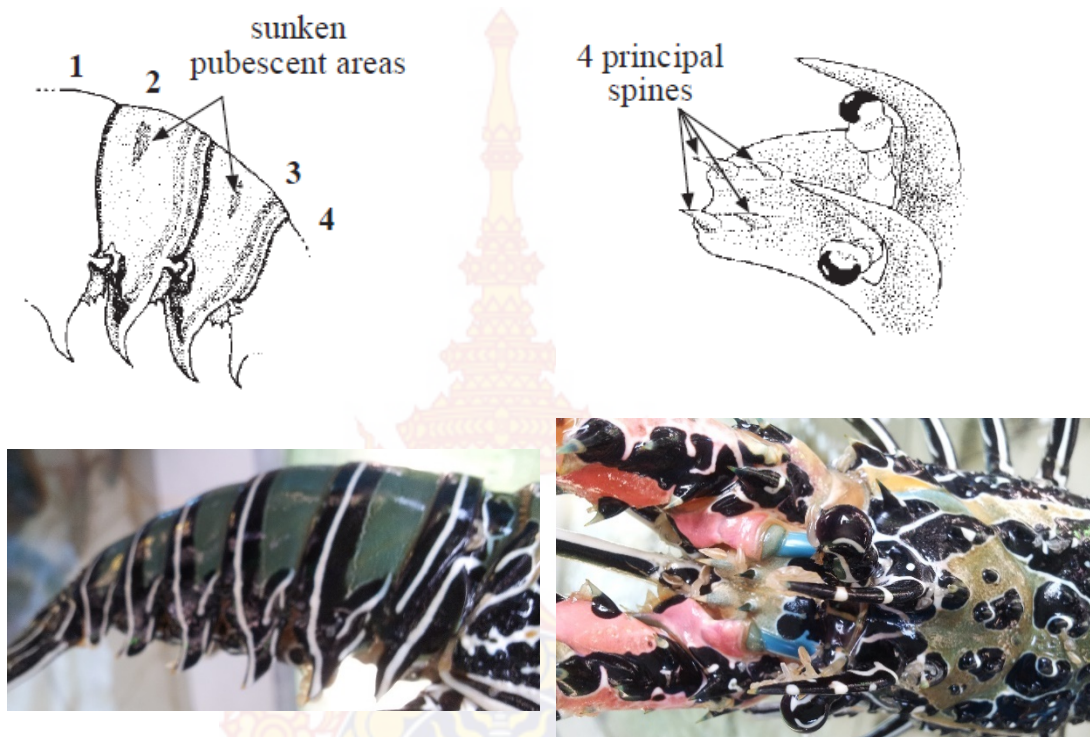 sunken
pubescent areas
1
2
3
4
4 principal
spines